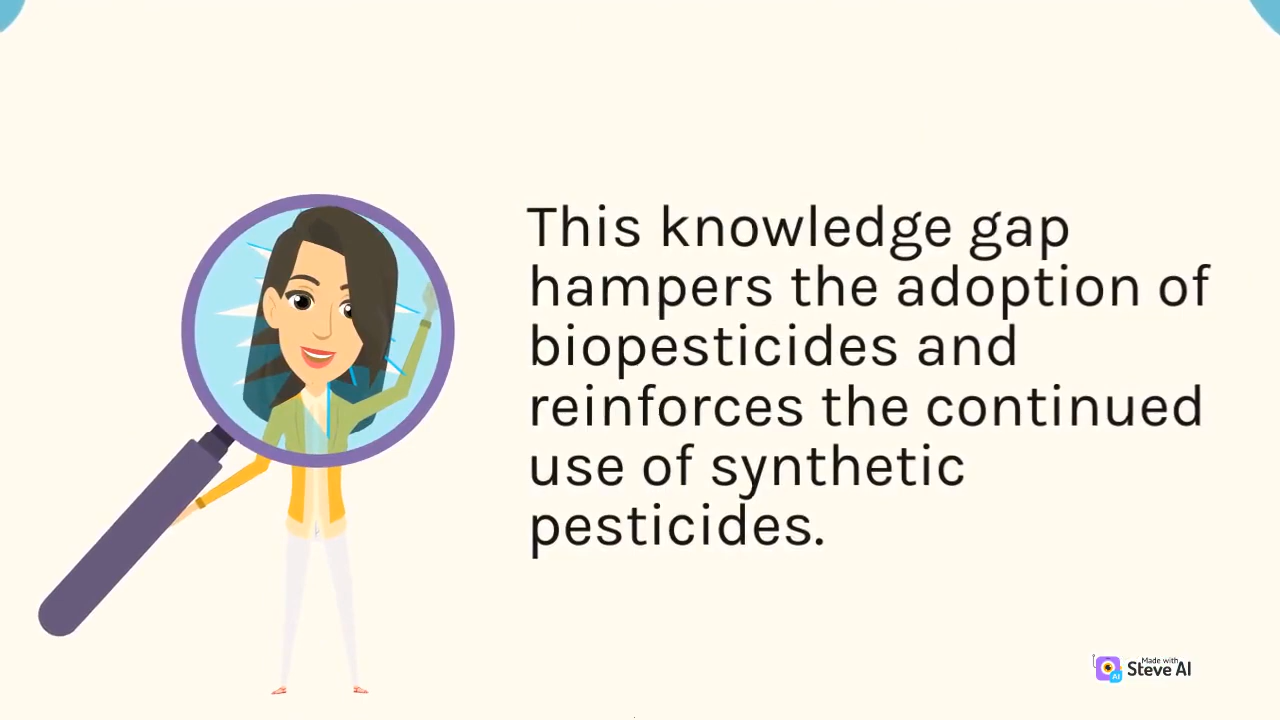 This knowledge gap
hampers the adoption of
biopesticides and
reinforces the continued
use of synthetic
pesticides.
Made with
Steve AI
AI